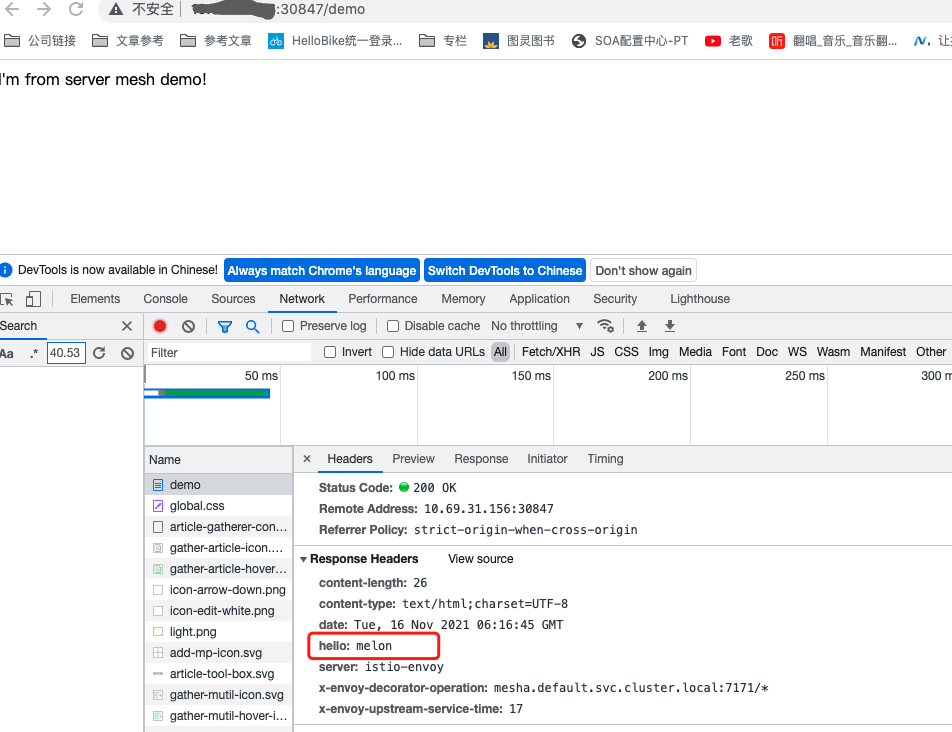 不安全 :30847/demo
公司链接 文章参考 参考文章 HelloBike统一登录... 专栏 图灵图书 SOA配置中心-PT 老歌 翻唱_音乐_音乐翻...
I'm from server mesh demo!
DevTools is now available in Chinese! Always match Chrome's language Switch DevTools to Chinese Don't show again
Elements Console Sources Network Performance Memory Application Security Lighthouse
Search Preserve log Disable cache No throttling
Aa .* 40.53 Filter Invert Hide data URLs All Fetch/XHR JS CSS Img Media Font Doc WS Wasm Manifest Other
50 ms 100 ms 150 ms 200 ms 250 ms 300 m
Name
demo
global.css
article-gatherer-con...
gather-article-icon....
gather-article-hover...
icon-arrow-down.png
icon-edit-white.png
light.png
add-mp-icon.svg
article-tool-box.svg
gather-mutil-icon.svg
gather-mutil-hover-i...
× Headers Preview Response Initiator Timing
Status Code: 200 OK
Remote Address: 10.69.31.156:30847
Referrer Policy: strict-origin-when-cross-origin
Response Headers View source
content-length: 26
content-type: text/html;charset=UTF-8
date: Tue, 16 Nov 2021 06:16:45 GMT
hello: melon
server: istio-envoy
x-envoy-decorator-operation: mesha.default.svc.cluster.local:7171/*
x-envoy-upstream-service-time: 17